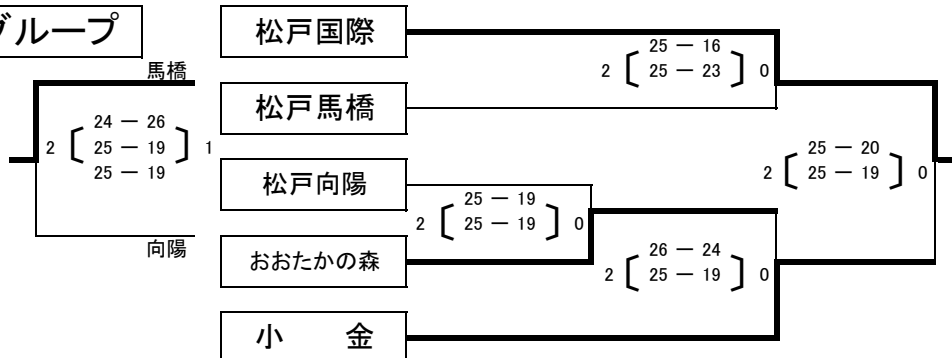 グループ
松戸国際
松戸馬橋
松戸向陽
おおたかの森
小 金
馬橋
24 － 26
2 〔 25 － 19 〕 1
25 － 19
向陽
25 － 16
2 〔 25 － 23 〕 0
25 － 19
2 〔 25 － 19 〕 0
26 － 24
2 〔 25 － 19 〕 0
25 － 20
2 〔 25 － 19 〕 0